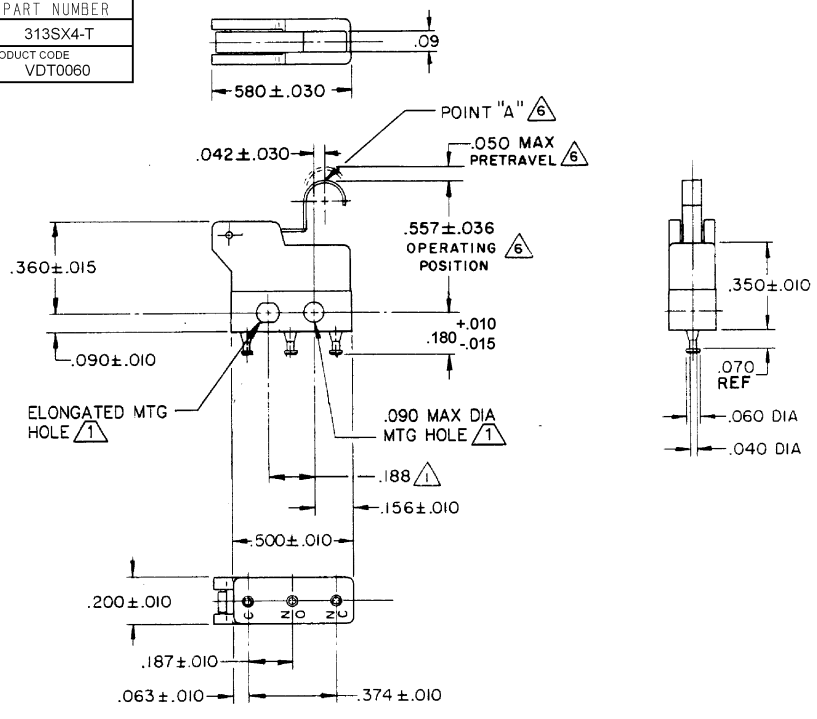 PART NUMBER
313SX4-T
ODUCT CODE
VDT0060
.09
580±.030
POINT "A" 6
.042±.030
.050 MAX
PRETRAVEL 6
.557±.036
OPERATING 6
POSITION
.360±.015
.350±.010
+.010
.180 -.015
.090±.010
.070
REF
ELONGATED MTG
HOLE 1
.090 MAX DIA
MTG HOLE 1
.060 DIA
.040 DIA
.188 1
.156±.010
.500±.010
.200±.010
C
NO
NC
.187±.010
.063±.010
.374±.010